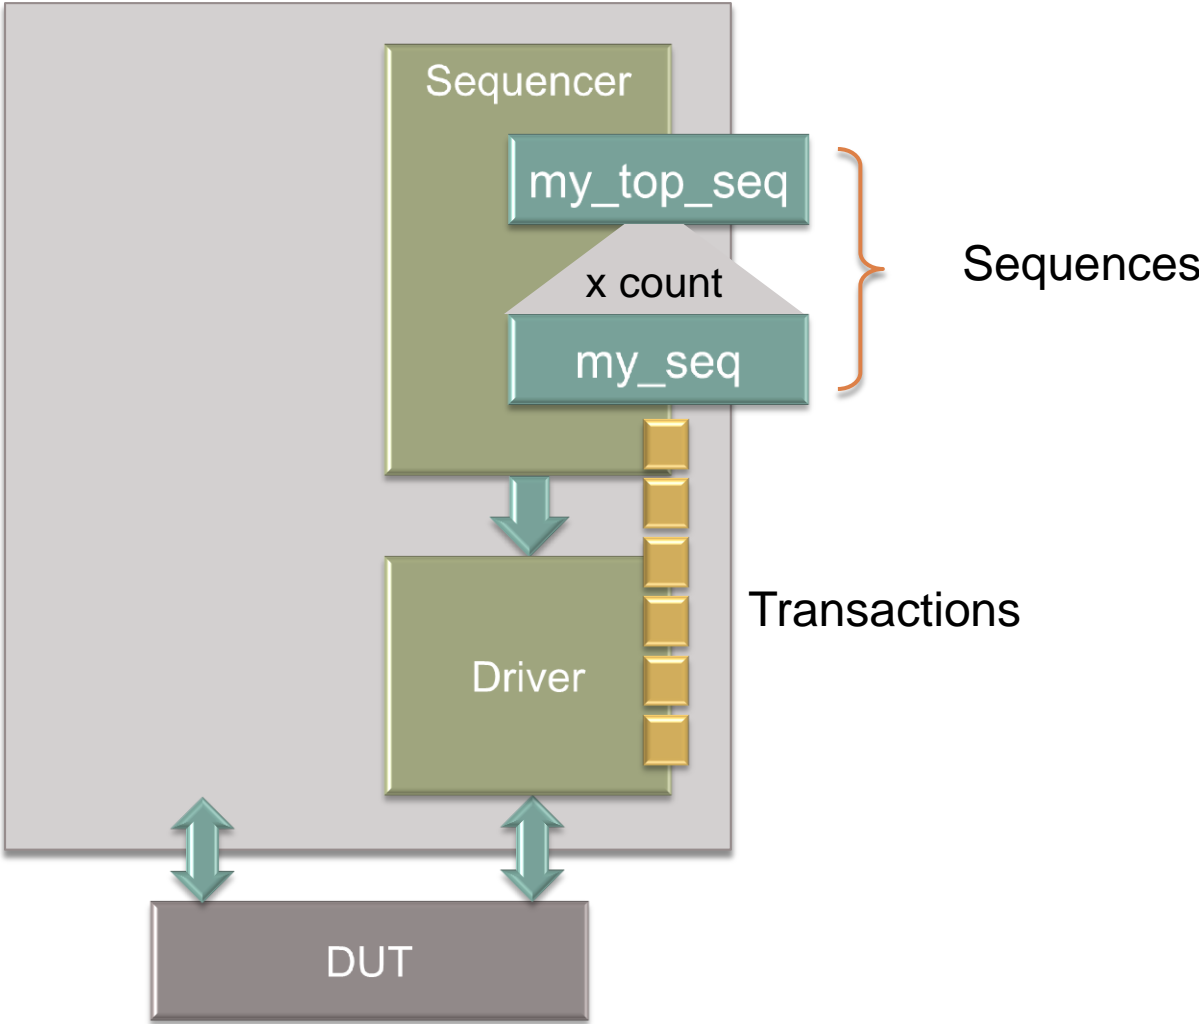 Sequencer
my_top_seq
x count
Sequences
my_seq
Transactions
Driver
DUT